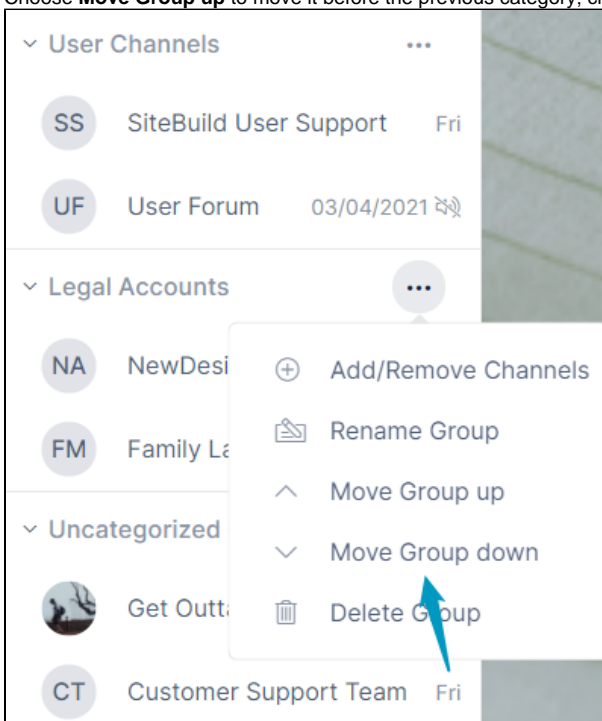 Choose Move Group up to move it before the previous category,
User Channels
SS SiteBuild User Support Fri
UF User Forum 03/04/2021
Legal Accounts
NA NewDesi
Add/Remove Channels
FM Family La
Rename Group
Move Group up
Uncategorized
Move Group down
Get Outta
Delete Group
CT Customer Support Team Fri